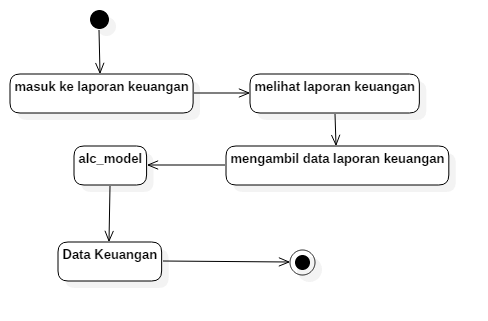 masuk ke laporan keuangan
melihat laporan keuangan
mengambil data laporan keuangan
alc_model
Data Keuangan